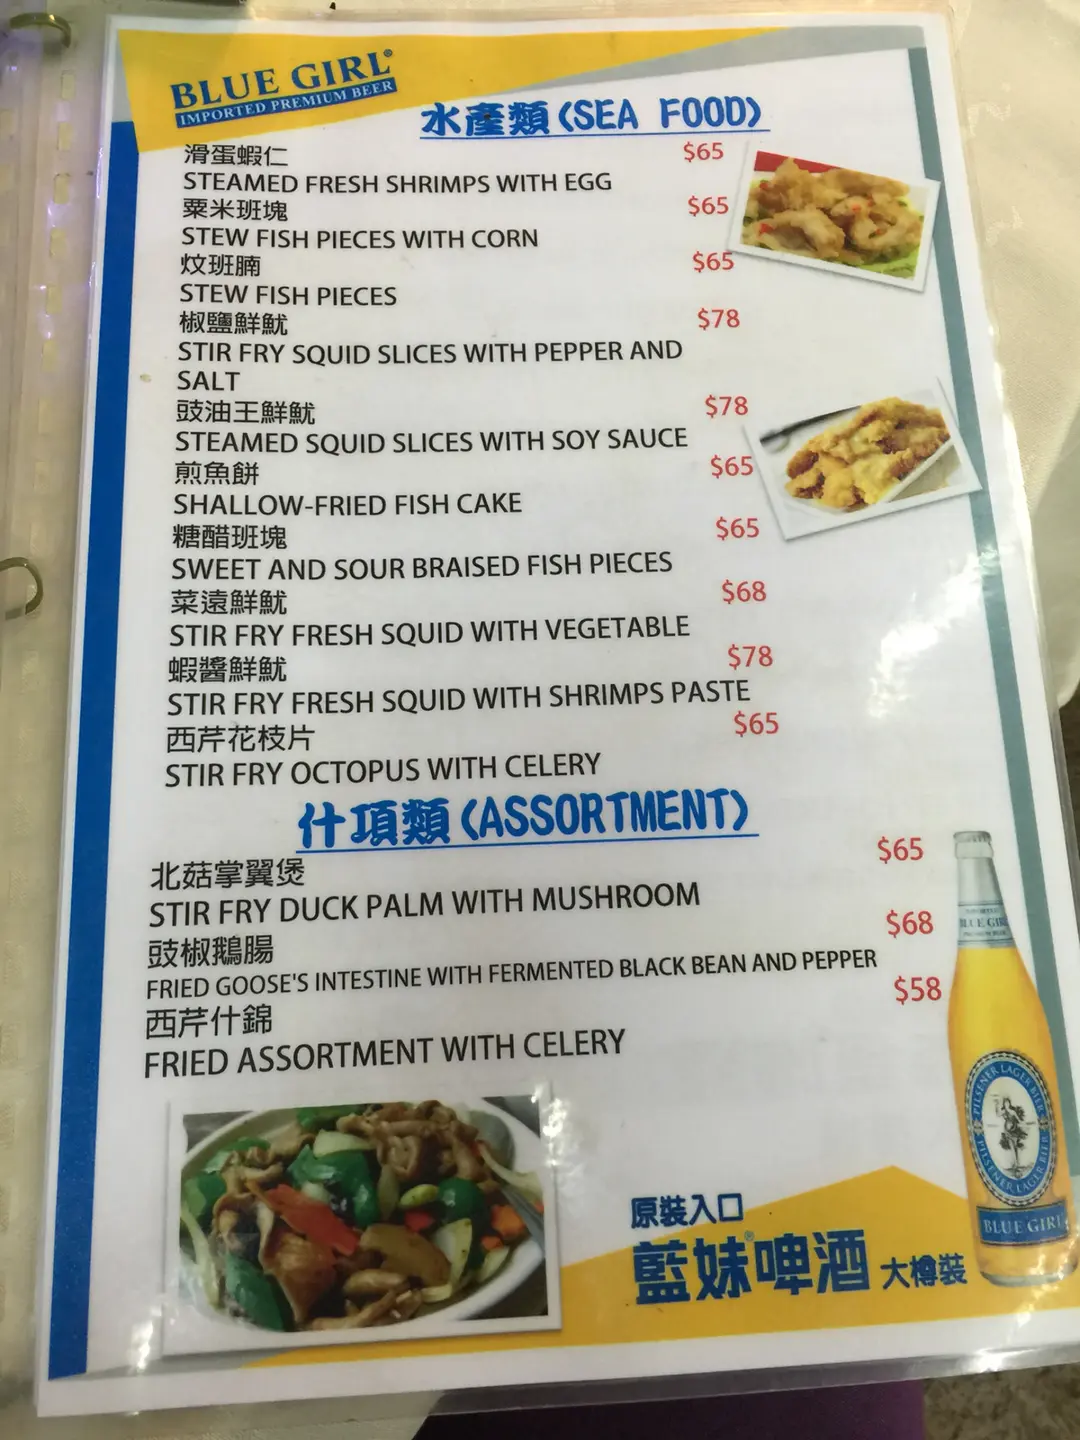 BLUE GIRL®
IMPORTED PREMIUM BEER
水產類(SEA FOOD)
滑蛋蝦仁 $65
STEAMED FRESH SHRIMPS WITH EGG
粟米班塊 $65
STEW FISH PIECES WITH CORN
炆班腩 $65
STEW FISH PIECES
椒鹽鮮魷 $78
STIR FRY SQUID SLICES WITH PEPPER AND
SALT
豉油王鮮魷 $78
STEAMED SQUID SLICES WITH SOY SAUCE
煎魚餅 $65
SHALLOW-FRIED FISH CAKE
糖醋班塊 $65
SWEET AND SOUR BRAISED FISH PIECES
菜遠鮮魷 $68
STIR FRY FRESH SQUID WITH VEGETABLE
蝦醬鮮魷 $78
STIR FRY FRESH SQUID WITH SHRIMPS PASTE
西芹花枝片 $65
STIR FRY OCTOPUS WITH CELERY
什項類(ASSORTMENT)
北菇掌翼煲 $65
STIR FRY DUCK PALM WITH MUSHROOM
豉椒鵝腸 $68
FRIED GOOSE'S INTESTINE WITH FERMENTED BLACK BEAN AND PEPPER
西芹什錦 $58
FRIED ASSORTMENT WITH CELERY
BLUE GIRL
PILSENER LAGER BIER
PILSENER LAGER BIER
BLUE GIRL
原裝入口
藍妹®啤酒 大樽裝